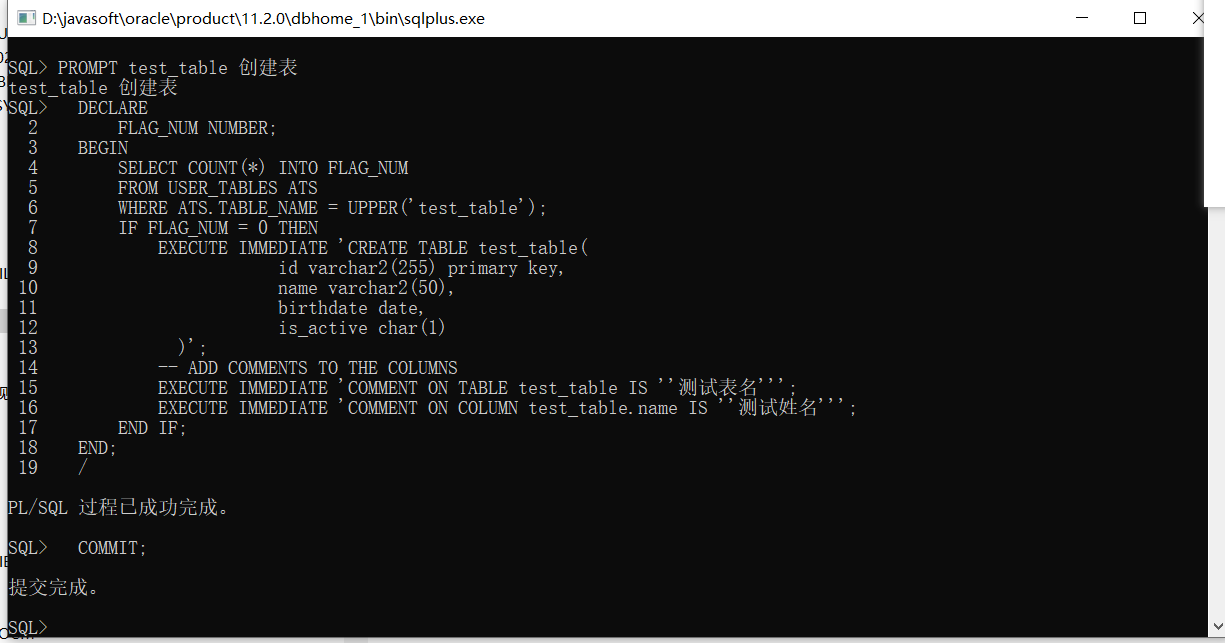 D:\javasoft\oracle\product\11.2.0\dbhome_1\bin\sqlplus.exe
SQL> PROMPT test_table 创建表
test_table 创建表
SQL>   DECLARE
  2        FLAG_NUM NUMBER;
  3    BEGIN
  4        SELECT COUNT(*) INTO FLAG_NUM
  5        FROM USER_TABLES ATS
  6        WHERE ATS.TABLE_NAME = UPPER('test_table');
  7        IF FLAG_NUM = 0 THEN
  8            EXECUTE IMMEDIATE 'CREATE TABLE test_table(
  9                        id varchar2(255) primary key,
 10                        name varchar2(50),
 11                        birthdate date,
 12                        is_active char(1)
 13              )';
 14            -- ADD COMMENTS TO THE COLUMNS
 15            EXECUTE IMMEDIATE 'COMMENT ON TABLE test_table IS ''测试表名''';
 16            EXECUTE IMMEDIATE 'COMMENT ON COLUMN test_table.name IS ''测试姓名''';
 17        END IF;
 18    END;
 19    /
PL/SQL 过程已成功完成。
SQL>   COMMIT;
提交完成。
SQL>